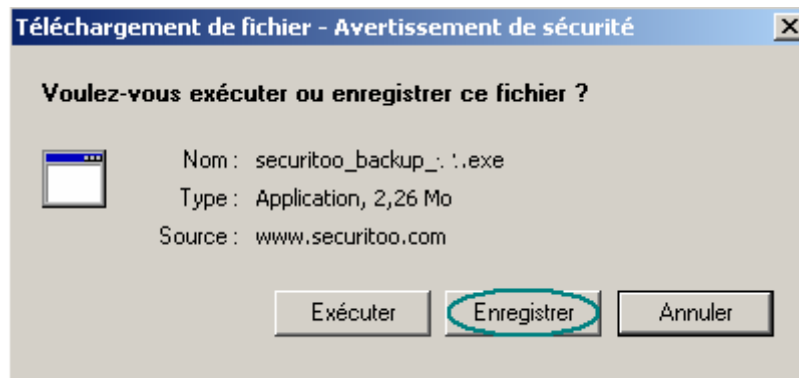 Téléchargement de fichier - Avertissement de sécurité
Voulez-vous exécuter ou enregistrer ce fichier ?
Nom : securitoo_backup_-. '..exe
Type : Application, 2,26 Mo
Source : www.securitoo.com
Exécuter Enregistrer Annuler